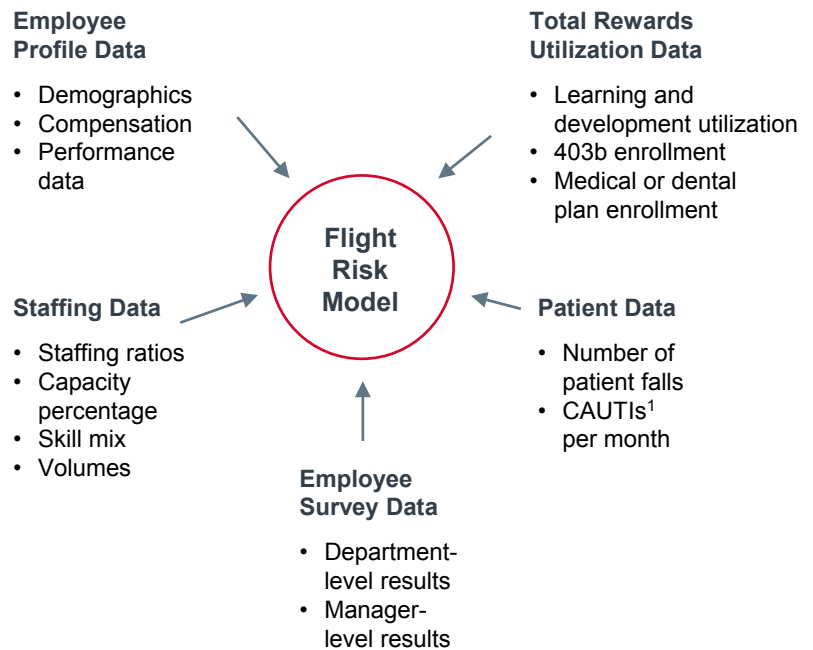 Employee
Profile Data
• Demographics
• Compensation
• Performance
data
Total Rewards
Utilization Data
• Learning and
development utilization
• 403b enrollment
• Medical or dental
plan enrollment
Flight
Risk
Model
Staffing Data
• Staffing ratios
• Capacity
percentage
• Skill mix
• Volumes
Patient Data
• Number of
patient falls
• CAUTIs¹
per month
Employee
Survey Data
• Department-
level results
• Manager-
level results